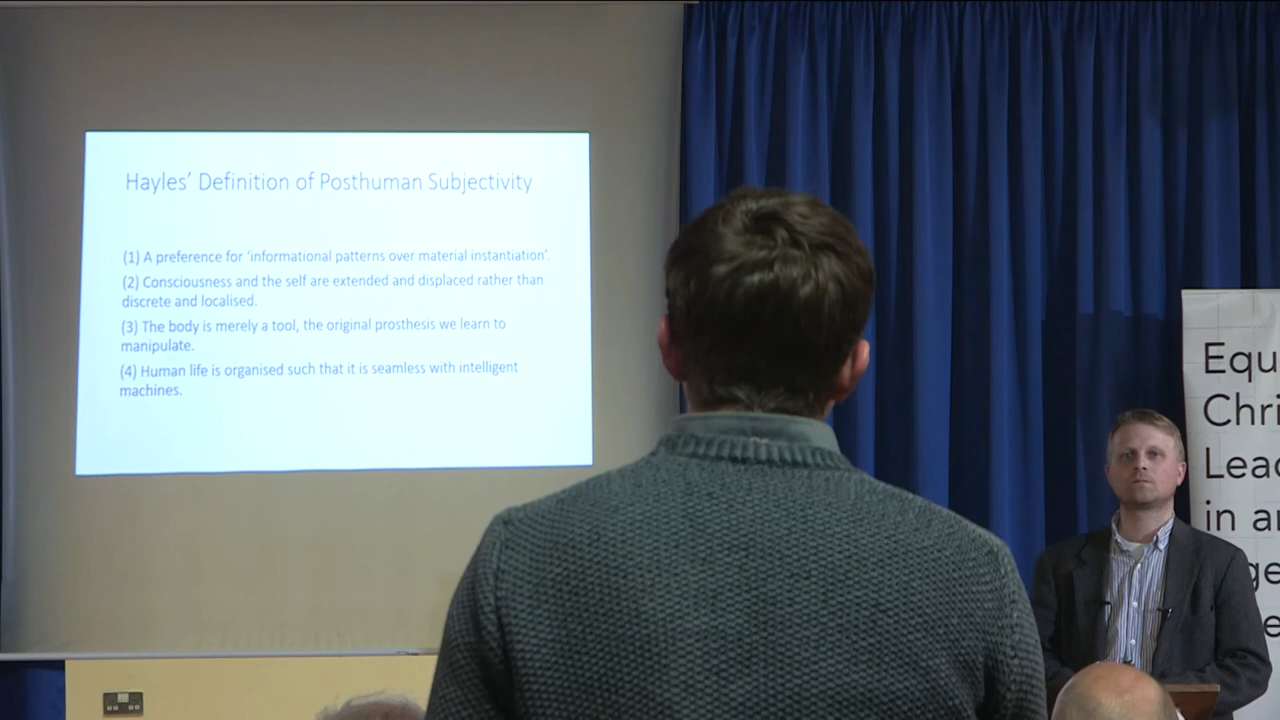 Hayles’ Definition of Posthuman Subjectivity
(1) A preference for ‘informational patterns over material instantiation’.
(2) Consciousness and the self are extended and displaced rather than
discrete and localised.
(3) The body is merely a tool, the original prosthesis we learn to
manipulate.
(4) Human life is organised such that it is seamless with intelligent
machines.
Equ
Chri
Lead
in a
ge
e